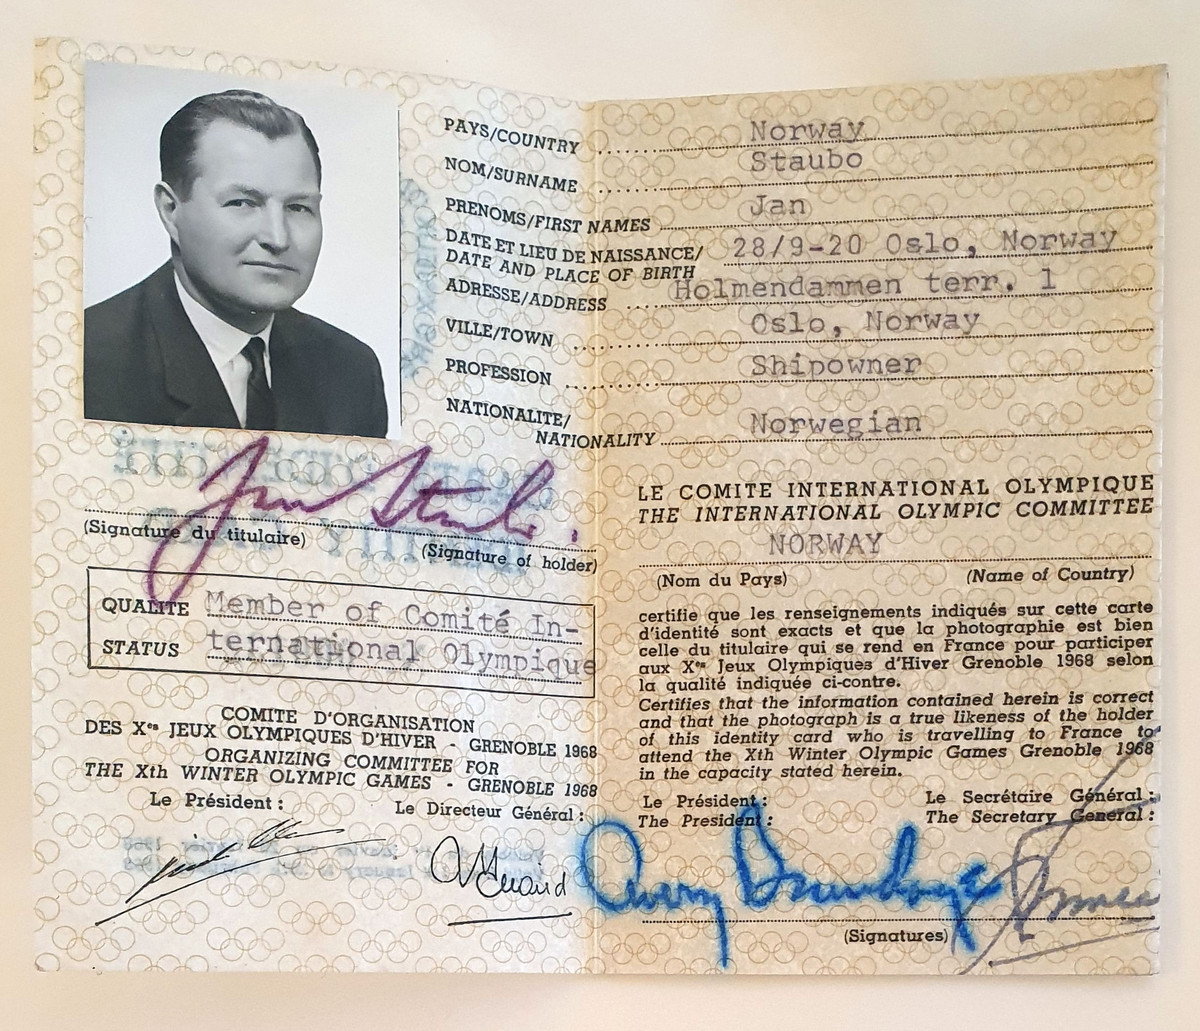 PAYS/COUNTRY Norway
NOM/SURNAME Staubo
PRENOMS/FIRST NAMES Jan
DATE ET LIEU DE NAISSANCE/
DATE AND PLACE OF BIRTH 28/9-20 Oslo, Norway
ADRESSE/ADDRESS Holmendammen terr. 1
VILLE/TOWN Oslo, Norway
PROFESSION Shipowner
NATIONALITE/
NATIONALITY Norwegian
Jan Staubo.
(Signature du titulaire) (Signature of holder)
QUALITE Member of Comité In-
STATUS ternational Olympique
COMITE D'ORGANISATION
DES Xes JEUX OLYMPIQUES D'HIVER - GRENOBLE 1968
ORGANIZING COMMITTEE FOR
THE Xth WINTER OLYMPIC GAMES - GRENOBLE 1968
Le Président : Le Directeur Général :
LE COMITE INTERNATIONAL OLYMPIQUE
THE INTERNATIONAL OLYMPIC COMMITTEE
NORWAY
(Nom du Pays) (Name of Country)
certifie que les renseignements indiqués sur cette carte
d'identité sont exacts et que la photographie est bien
celle du titulaire qui se rend en France pour participer
aux Xes Jeux Olympiques d'Hiver Grenoble 1968 selon
la qualité indiquée ci-contre.
Certifies that the information contained herein is correct
and that the photograph is a true likeness of the holder
of this identity card who is travelling to France to
attend the Xth Winter Olympic Games Grenoble 1968
in the capacity stated herein.
Le Président : Le Secrétaire Général :
The President : The Secretary General :
Avery Brundage
(Signatures)